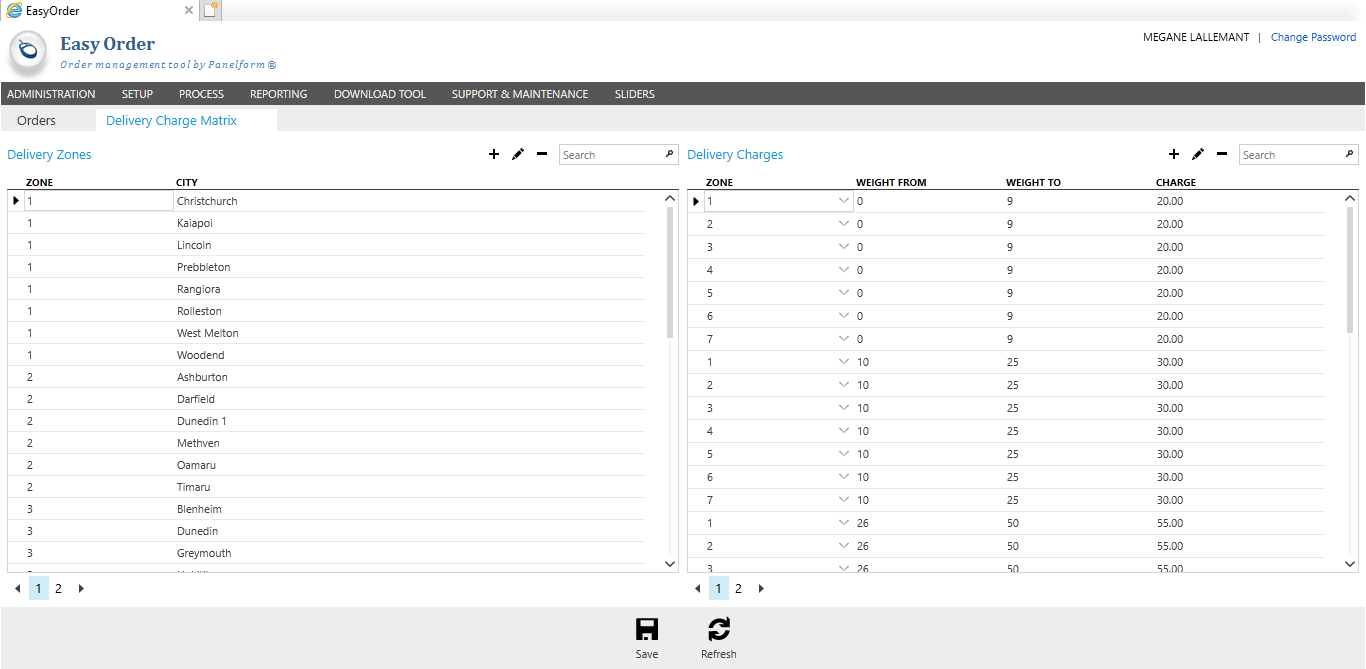 EasyOrder
Easy Order
Order management tool by Panelform ®
MEGANE LALLEMANT | Change Password
ADMINISTRATION SETUP PROCESS REPORTING DOWNLOAD TOOL SUPPORT & MAINTENANCE SLIDERS
Orders Delivery Charge Matrix
Delivery Zones Search
ZONE CITY
1 Christchurch
1 Kaiapoi
1 Lincoln
1 Prebbleton
1 Rangiora
1 Rolleston
1 West Melton
1 Woodend
2 Ashburton
2 Darfield
2 Dunedin 1
2 Methven
2 Oamaru
2 Timaru
3 Blenheim
3 Dunedin
3 Greymouth
1 2
Delivery Charges Search
ZONE WEIGHT FROM WEIGHT TO CHARGE
1 0 9 20.00
2 0 9 20.00
3 0 9 20.00
4 0 9 20.00
5 0 9 20.00
6 0 9 20.00
7 0 9 20.00
1 10 25 30.00
2 10 25 30.00
3 10 25 30.00
4 10 25 30.00
5 10 25 30.00
6 10 25 30.00
7 10 25 30.00
1 26 50 55.00
2 26 50 55.00
3 26 50 55.00
1 2
Save Refresh